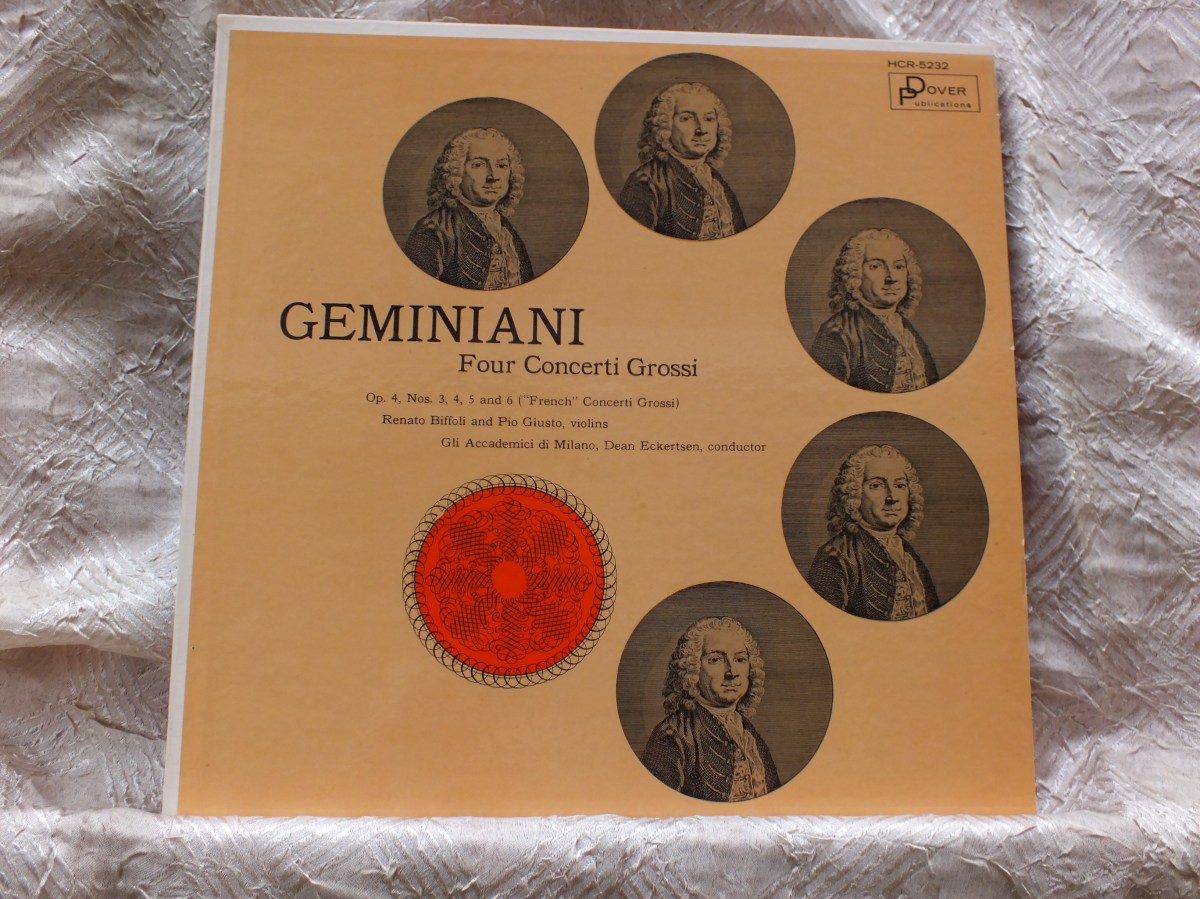 HCR-5232
DOVER
Publications
GEMINIANI
Four Concerti Grossi
Op. 4, Nos. 3, 4, 5 and 6 ("French" Concerti Grossi)
Renato Biffoli and Pio Giusto, violins
Gli Accademici di Milano, Dean Eckertsen, conductor